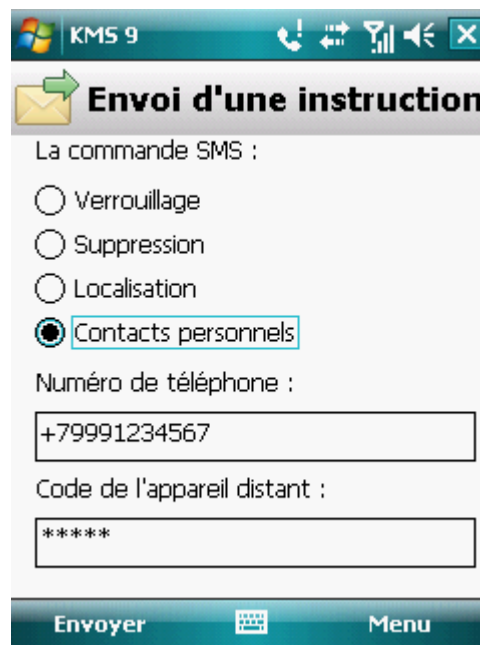 KMS 9
Envoi d'une instruction
La commande SMS :
Verrouillage
Suppression
Localisation
Contacts personnels
Numéro de téléphone :
+79991234567
Code de l'appareil distant :
*****
Envoyer Menu